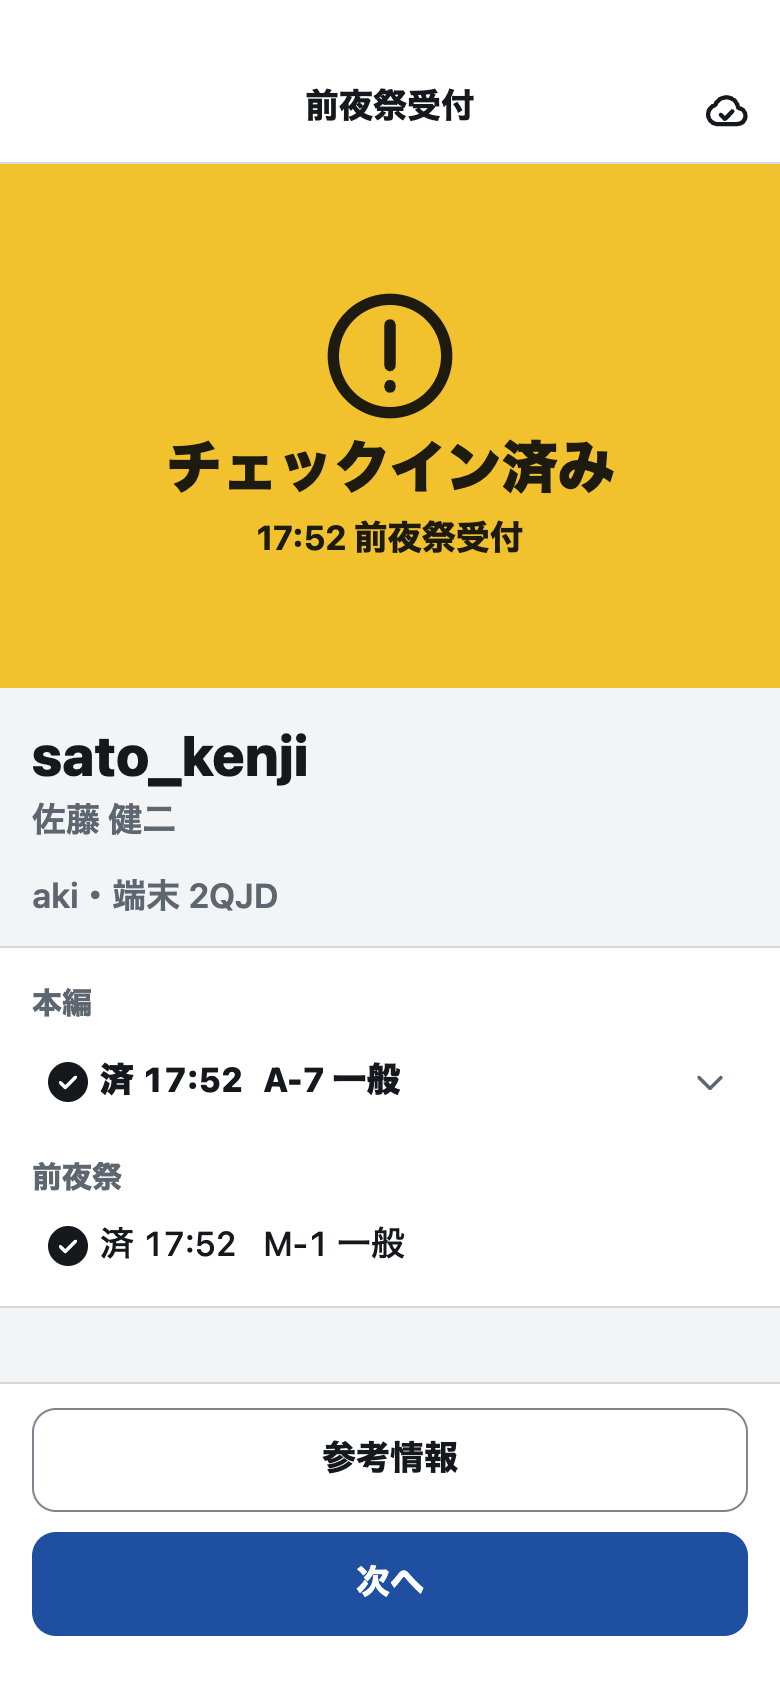 前夜祭受付
チェックイン済み
17:52 前夜祭受付
sato_kenji
佐藤 健二
aki・端末 2QJD
本編
済 17:52 A-7 一般
前夜祭
済 17:52 M-1 一般
参考情報
次へ